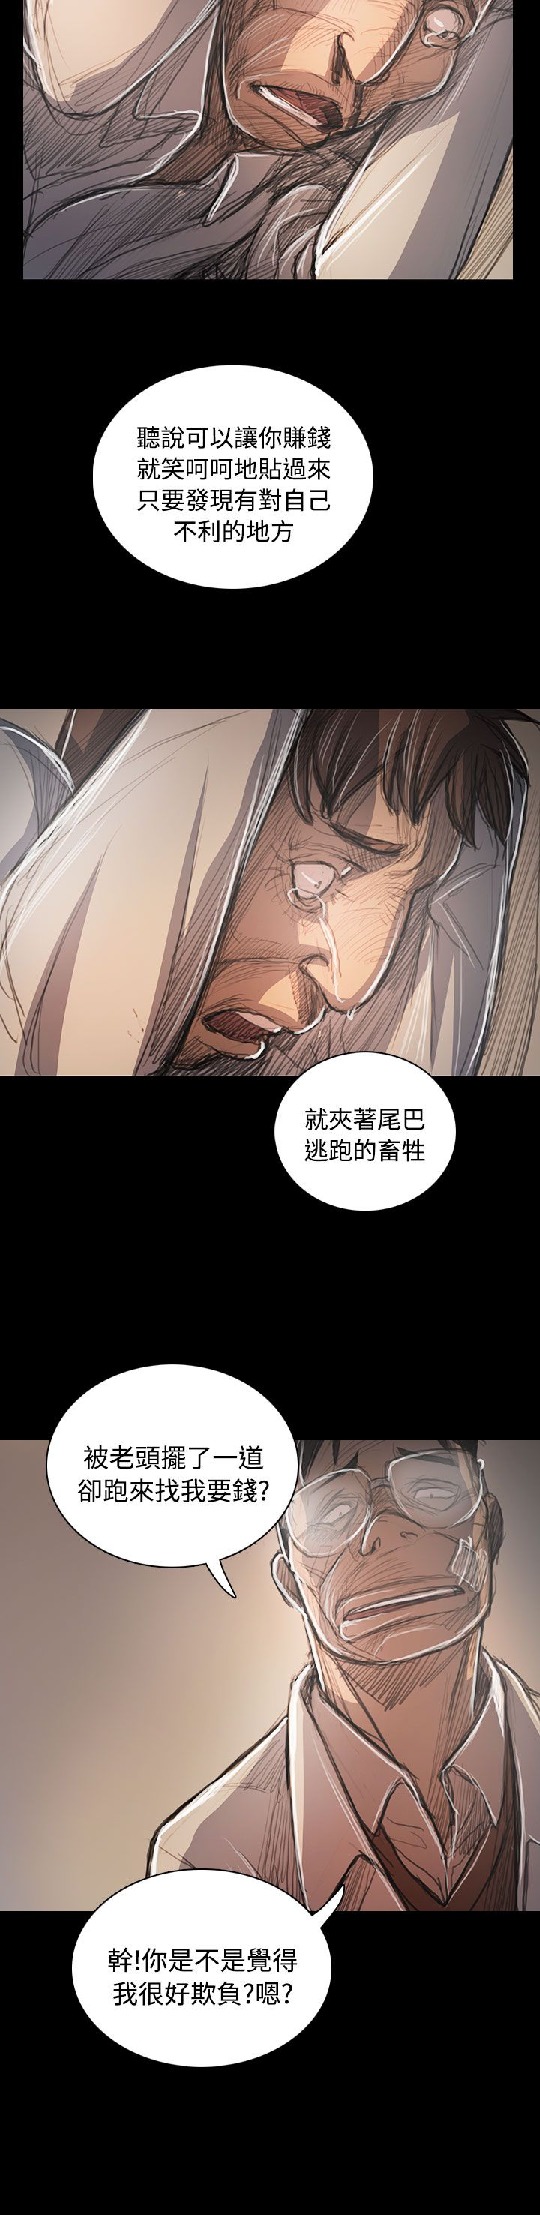 聽說可以讓你賺錢
就笑呵呵地貼過來
只要發現有對自己
不利的地方
就夾著尾巴
逃跑的畜牲
被老頭擺了一道
卻跑來找我要錢?
幹!你是不是覺得
我很好欺負?嗯?